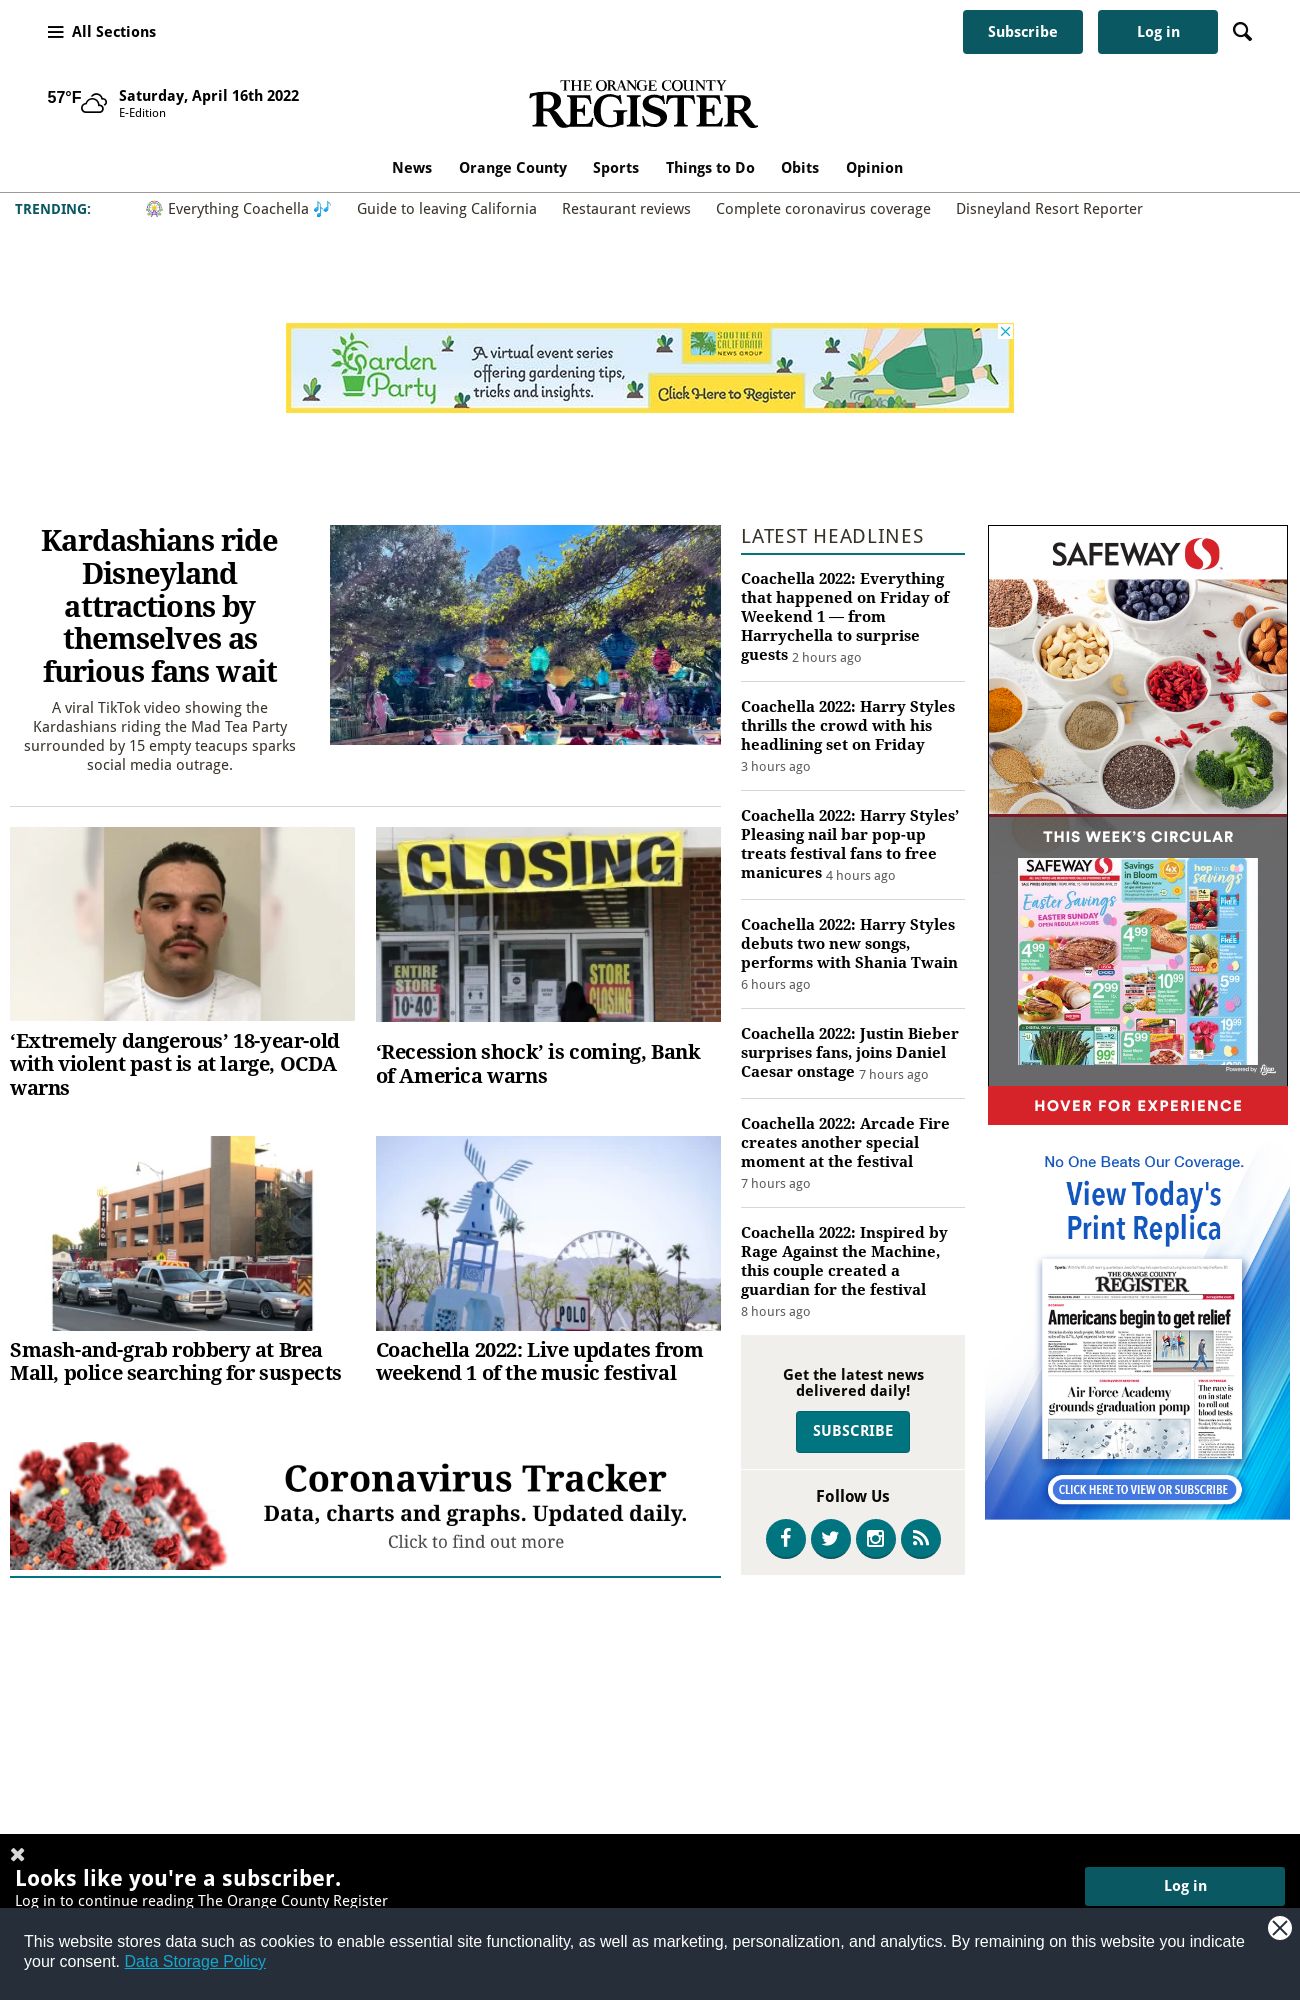 All Sections
Subscribe
Log in
57°F
Saturday, April 16th 2022
E-Edition
THE ORANGE COUNTY
REGISTER
News
Orange County
Sports
Things to Do
Obits
Opinion
TRENDING:
🎡 Everything Coachella 🎶
Guide to leaving California
Restaurant reviews
Complete coronavirus coverage
Disneyland Resort Reporter
Garden
Party
A virtual event series
offering gardening tips,
tricks and insights.
SOUTHERN
CALIFORNIA
NEWS GROUP
Click Here to Register
Kardashians ride
Disneyland
attractions by
themselves as
furious fans wait
A viral TikTok video showing the
Kardashians riding the Mad Tea Party
surrounded by 15 empty teacups sparks
social media outrage.
‘Extremely dangerous’ 18-year-old
with violent past is at large, OCDA
warns
CLOSING
ENTIRE
STORE
10-40%
STORE
CLOSING
‘Recession shock’ is coming, Bank
of America warns
PARKING
Smash-and-grab robbery at Brea
Mall, police searching for suspects
POLO
Coachella 2022: Live updates from
weekend 1 of the music festival
Coronavirus Tracker
Data, charts and graphs. Updated daily.
Click to find out more
LATEST HEADLINES
Coachella 2022: Everything
that happened on Friday of
Weekend 1 — from
Harrychella to surprise
guests 2 hours ago
Coachella 2022: Harry Styles
thrills the crowd with his
headlining set on Friday
3 hours ago
Coachella 2022: Harry Styles’
Pleasing nail bar pop-up
treats festival fans to free
manicures 4 hours ago
Coachella 2022: Harry Styles
debuts two new songs,
performs with Shania Twain
6 hours ago
Coachella 2022: Justin Bieber
surprises fans, joins Daniel
Caesar onstage 7 hours ago
Coachella 2022: Arcade Fire
creates another special
moment at the festival
7 hours ago
Coachella 2022: Inspired by
Rage Against the Machine,
this couple created a
guardian for the festival
8 hours ago
Get the latest news
delivered daily!
SUBSCRIBE
Follow Us
SAFEWAY
THIS WEEK'S CIRCULAR
SAFEWAY
Easter Savings
EASTER SUNDAY
OPEN REGULAR HOURS
Savings
in Bloom
4x
hop in to
savings
4.99
4.99
2.99
10.99
5.99
19.99
5.99
99¢
Powered by flipp
HOVER FOR EXPERIENCE
No One Beats Our Coverage.
View Today's
Print Replica
THE ORANGE COUNTY
REGISTER
Americans begin to get relief
Air Force Academy
grounds graduation pomp
The race is
on in state
to roll out
blood tests
CLICK HERE TO VIEW OR SUBSCRIBE
Looks like you're a subscriber.
Log in to continue reading The Orange County Register
Log in
This website stores data such as cookies to enable essential site functionality, as well as marketing, personalization, and analytics. By remaining on this website you indicate
your consent. Data Storage Policy